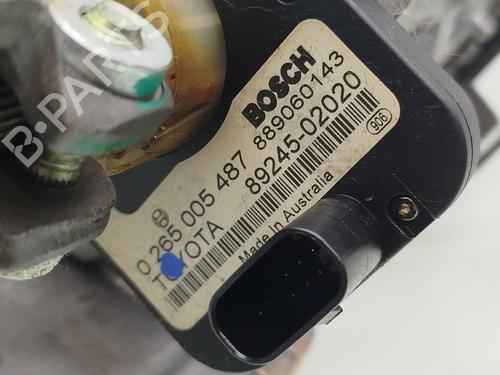 BOSCH
0 265 005 487 889060143
TOYOTA 89245-02020
Made in Australia
906
B-PARTS